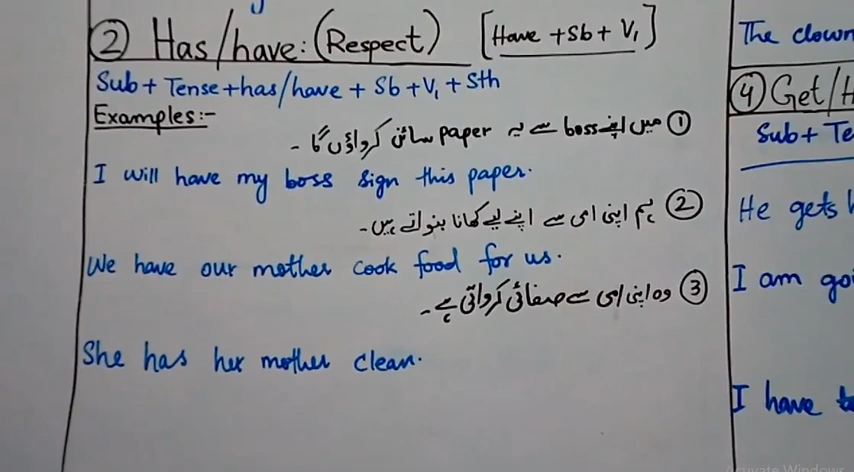 ② Has/have: (Respect) [Have + Sb + V₁]
Sub + Tense + has/have + Sb + V₁ + Sth
Examples:-
① میں اپنے boss سے یہ paper سائن کرواؤں گا ۔
I will have my boss sign this paper.
② ہم اپنی امی سے اپنے لیے کھانا بنواتے ہیں۔
We have our mother cook food for us.
③ وہ اپنی امی سے صفائی کرواتی ہے۔
She has her mother clean.
The clown
④ Get/H
Sub + Te
He gets
I am goi
I have
Activate Windows